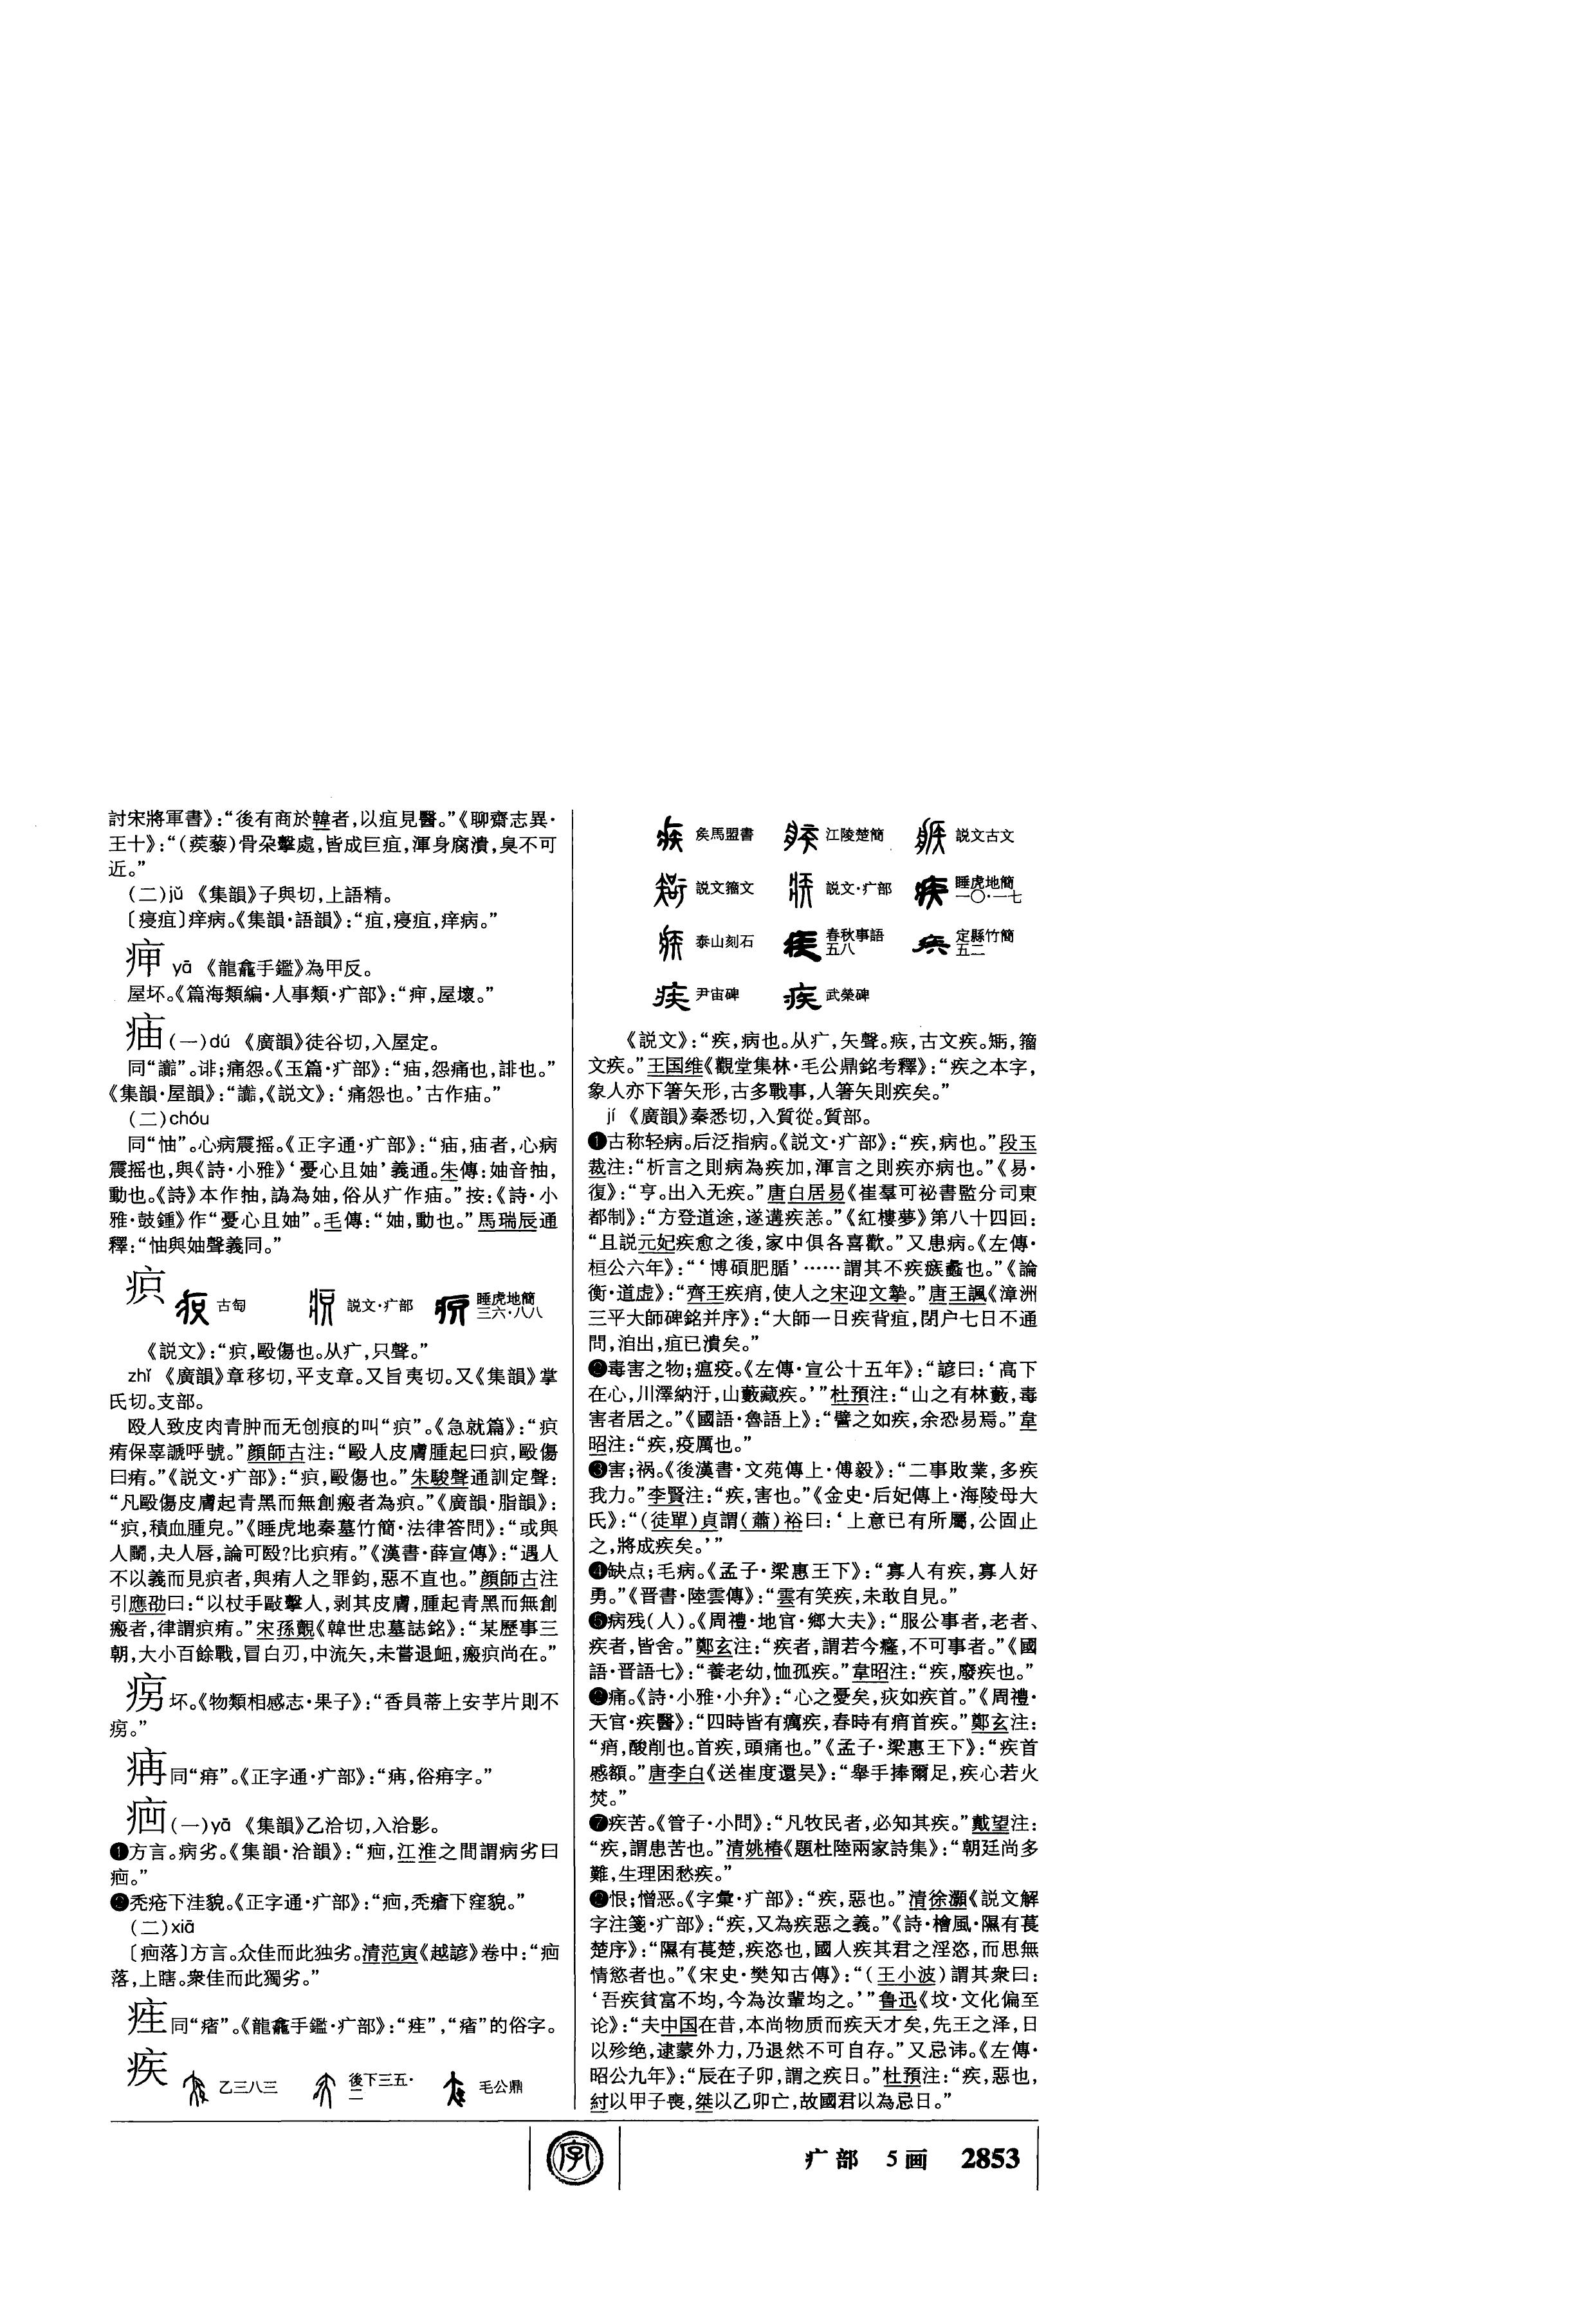 討宋將軍書》：“後有商於韓者，以疽見醫。”《聊齋志異·
王十》：“（蒺藜）骨朵擊處，皆成巨疽，渾身腐潰，臭不可
近。”
（二）jǔ 《集韻》子與切，上語精。
〔𤺊疽〕痒病。《集韻·語韻》：“疽，𤺊疽，痒病。”
㾏 yā 《龍龕手鑑》為甲反。
屋坏。《篇海類編·人事類·疒部》：“㾏，屋壞。”
㾄（一）dú 《廣韻》徒谷切，入屋定。
同“讟”。诽；痛怨。《玉篇·疒部》：“㾄，怨痛也，誹也。”
《集韻·屋韻》：“讟，《説文》：‘痛怨也。’古作㾄。”
（二）chóu
同“怞”。心病震摇。《正字通·疒部》：“㾄，㾄者，心病
震摇也，與《詩·小雅》‘憂心且妯’義通。朱傳：妯音抽，
動也。《詩》本作抽，譌為妯，俗从疒作㾄。”按：《詩·小
雅·鼓鍾》作“憂心且妯”。毛傳：“妯，動也。”馬瑞辰通
釋：“怞與妯聲義同。”
疻 古匋 説文·疒部 睡虎地簡三六·八八
《説文》：“疻，毆傷也。从疒，只聲。”
zhǐ 《廣韻》章移切，平支章。又旨夷切。又《集韻》掌
氏切。支部。
殴人致皮肉青肿而无创痕的叫“疻”。《急就篇》：“疻
痏保辜謕呼號。”顔師古注：“毆人皮膚腫起曰疻，毆傷
曰痏。”《説文·疒部》：“疻，毆傷也。”朱駿聲通訓定聲：
“凡毆傷皮膚起青黑而無創瘢者為疻。”《廣韻·脂韻》：
“疻，積血腫皃。”《睡虎地秦墓竹簡·法律答問》：“或與
人鬭，夬人唇，論可殹？比疻痏。”《漢書·薛宣傳》：“遇人
不以義而見疻者，與痏人之罪鈞，惡不直也。”顔師古注
引應劭曰：“以杖手毆擊人，剥其皮膚，腫起青黑而無創
瘢者，律謂疻痏。”宋孫覿《韓世忠墓誌銘》：“某歷事三
朝，大小百餘戰，冒白刃，中流矢，未嘗退衄，瘢疻尚在。”
㾈 坏。《物類相感志·果子》：“香員蒂上安芋片則不
㾈。”
同“痗”。《正字通·疒部》：
㾎（一）yā 《集韻》乙洽切，入洽影。
❶方言。病劣。《集韻·洽韻》：“㾎，江淮之間謂病劣曰
㾎。”
❷秃疮下洼貌。《正字通·疒部》：“㾎，禿瘡下窪貌。”
（二）xiā
〔㾎落〕方言。众佳而此独劣。清范寅《越諺》卷中：“㾎
落，上瞎。衆佳而此獨劣。”
疰 同“瘄”。《龍龕手鑑·疒部》：“疰”，“瘄”的俗字。
疾 乙三八三 後下三五·二 毛公鼎
侯馬盟書 江陵楚簡 説文古文
説文籀文 説文·疒部 睡虎地簡一〇·一七
泰山刻石 春秋事語五八 定縣竹簡五二
尹宙碑 武榮碑
《説文》：“疾，病也。从疒，矢聲。疾，古文疾。𥏹，籀
文疾。”王国维《觀堂集林·毛公鼎銘考釋》：“疾之本字，
象人亦下箸矢形，古多戰事，人箸矢則疾矣。”
jí 《廣韻》秦悉切，入質從。質部。
❶古称轻病。后泛指病。《説文·疒部》：“疾，病也。”段玉
裁注：“析言之則病為疾加，渾言之則疾亦病也。”《易·
復》：“亨。出入无疾。”唐白居易《崔羣可祕書監分司東
都制》：“方登道途，遂遘疾恙。”《紅樓夢》第八十四回：
“且説元妃疾愈之後，家中俱各喜歡。”又患病。《左傳·
桓公六年》：“‘博碩肥腯’……謂其不疾瘯蠡也。”《論
衡·道虚》：“齊王疾痟，使人之宋迎文摯。”唐王諷《漳洲
三平大師碑銘并序》：“大師一日疾背疽，閉户七日不通
問，洎出，疽已潰矣。”
❷毒害之物；瘟疫。《左傳·宣公十五年》：“諺曰：‘高下
在心，川澤納汙，山藪藏疾。’”杜預注：“山之有林藪，毒
害者居之。”《國語·魯語上》：“譬之如疾，余恐易焉。”韋
昭注：“疾，疫厲也。”
❸害；祸。《後漢書·文苑傳上·傅毅》：“二事敗業，多疾
我力。”李賢注：“疾，害也。”《金史·后妃傳上·海陵母大
氏》：“（徒單）貞謂（蕭）裕曰：‘上意已有所屬，公固止
之，將成疾矣。’”
❹缺点；毛病。《孟子·梁惠王下》：“寡人有疾，寡人好
勇。”《晋書·陸雲傳》：“雲有笑疾，未敢自見。”
❺病残（人）。《周禮·地官·鄉大夫》：“服公事者，老者、
疾者，皆舍。”鄭玄注：“疾者，謂若今癃，不可事者。”《國
語·晋語七》：“養老幼，恤孤疾。”韋昭注：“疾，廢疾也。”
❻痛。《詩·小雅·小弁》：“心之憂矣，疢如疾首。”《周禮·
天官·疾醫》：“四時皆有癘疾，春時有痟首疾。”鄭玄注：
“痟，酸削也。首疾，頭痛也。”《孟子·梁惠王下》：“疾首
蹙頞。”唐李白《送崔度還吴》：“舉手捧爾足，疾心若火
焚。”
❼疾苦。《管子·小問》：“凡牧民者，必知其疾。”戴望注：
“疾，謂患苦也。”清姚椿《題杜陸兩家詩集》：“朝廷尚多
難，生理困愁疾。”
❽恨；憎恶。《字彙·疒部》：“疾，惡也。”清徐灝《説文解
字注箋·疒部》：“疾，又為疾惡之義。”《詩·檜風·隰有萇
楚序》：“隰有萇楚，疾恣也，國人疾其君之淫恣，而思無
情慾者也。”《宋史·樊知古傳》：“（王小波）謂其衆曰：
‘吾疾貧富不均，今為汝輩均之。’”鲁迅《坟·文化偏至
论》：“夫中国在昔，本尚物质而疾天才矣，先王之泽，日
以殄绝，逮蒙外力，乃退然不可自存。”又忌讳。《左傳·
昭公九年》：“辰在子卯，謂之疾日。”杜預注：“疾，惡也，
紂以甲子喪，桀以乙卯亡，故國君以為忌日。”
字
疒部 5画 2853